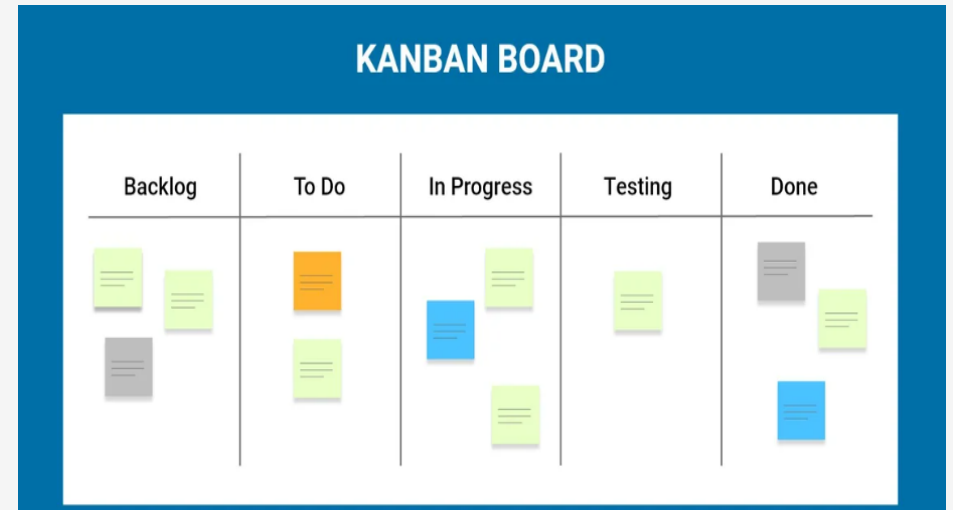 KANBAN BOARD
Backlog
To Do
In Progress
Testing
Done